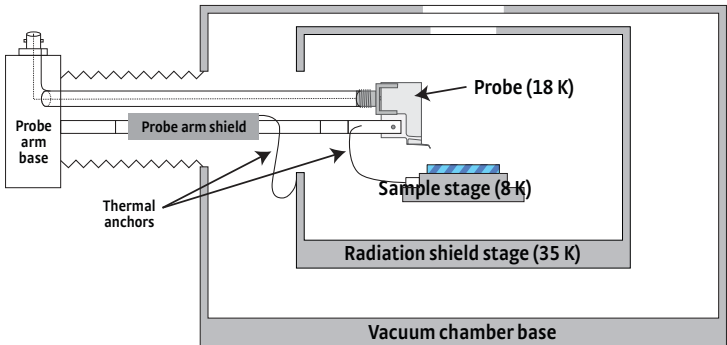 Probe (18 K)
Probe
arm
base
Probe arm shield
Sample stage (8 K)
Thermal
anchors
Radiation shield stage (35 K)
Vacuum chamber base